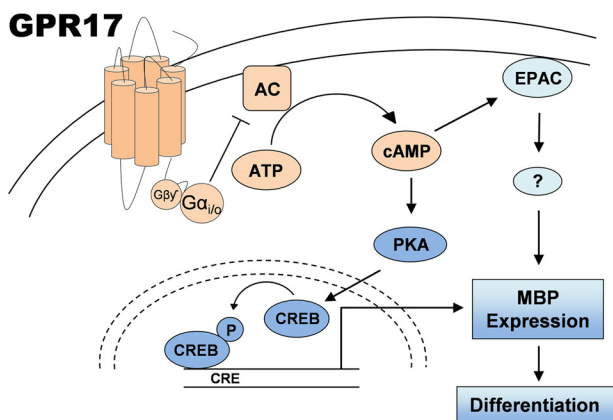 GPR17
AC
EPAC
ATP
cAMP
?
Gβγ
Gαi/o
PKA
MBP
Expression
CREB
P
CREB
CRE
Differentiation